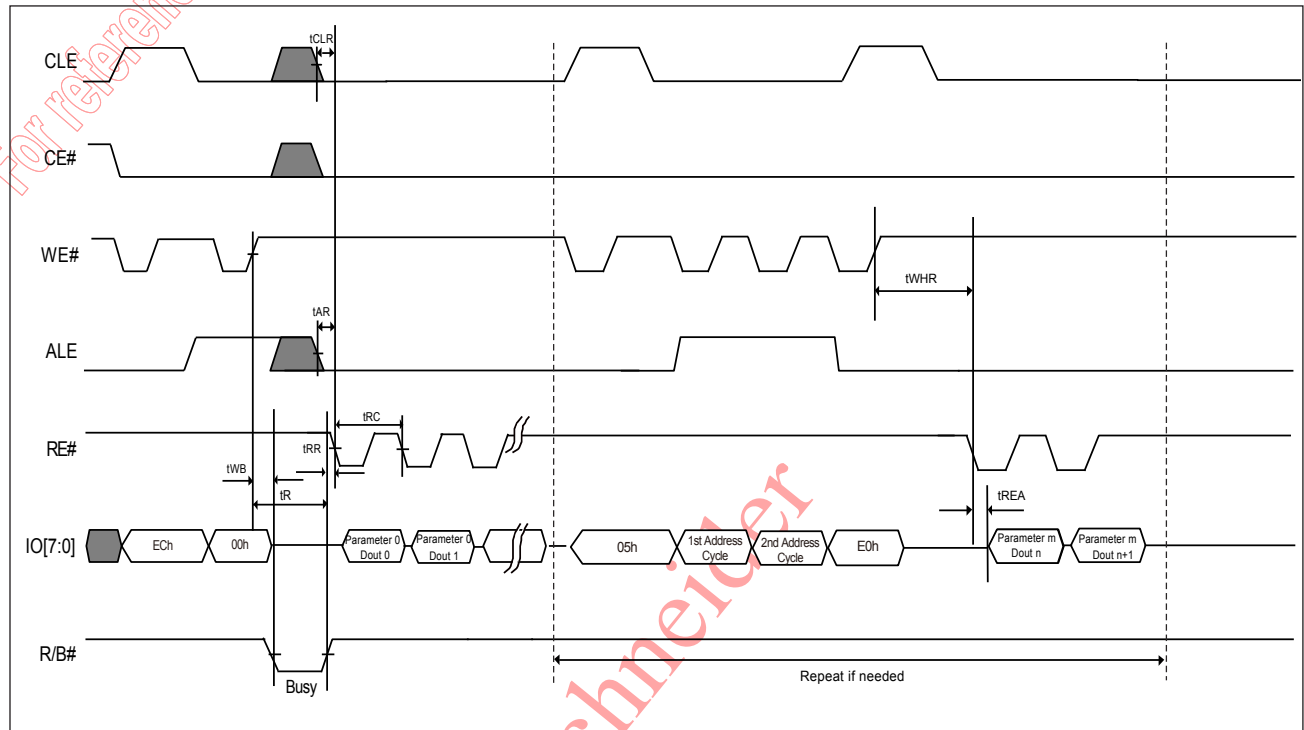 For referen
tCLR
CLE
CE#
WE#
tWHR
tAR
ALE
tRC
RE#
tRR
tWB
tR
tREA
IO[7:0]
ECh
00h
Parameter 0
Dout 0
Parameter 0
Dout 1
05h
1st Address
Cycle
2nd Address
Cycle
E0h
Parameter m
Dout n
Parameter m
Dout n+1
R/B#
Busy
Repeat if needed
hneider